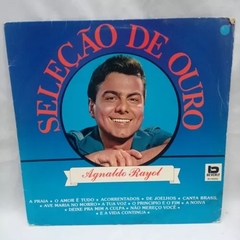 SELEÇÃO DE OURO
Agnaldo Rayol
A PRAIA • O AMOR É TUDO • ACORRENTADOS • DE JOELHOS • CANTA BRASIL
• AVE MARIA NO MORRO • A TUA VOZ • O PRINCIPIO E O FIM • A NOIVA
• DEIXE PRA MIM A CULPA • NÃO MEREÇO VOCÊ •
• E A VIDA CONTINUA •